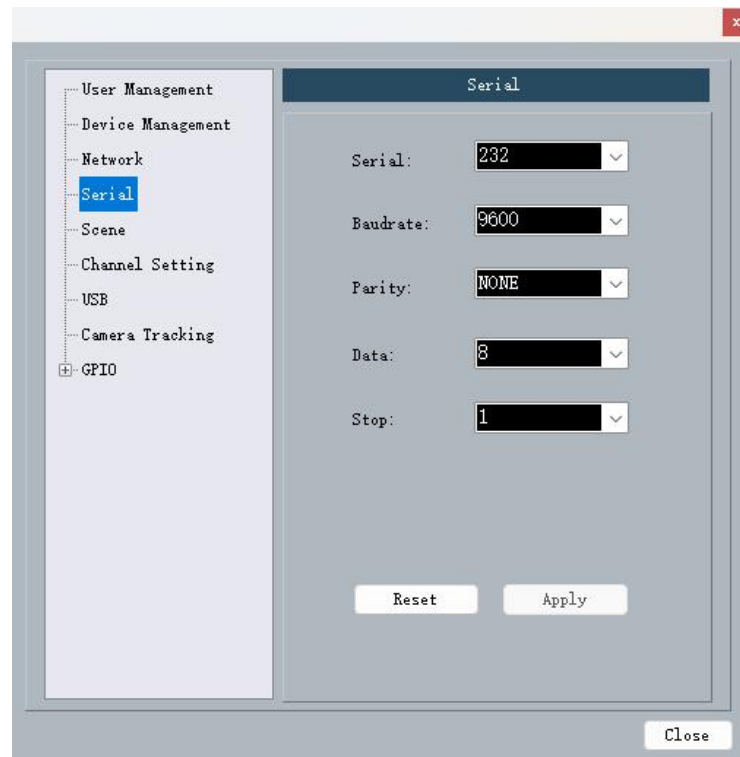 x
User Management
Device Management
Network
Serial
Scene
Channel Setting
USB
Camera Tracking
GPIO
Serial
Serial: 232
Baudrate: 9600
Parity: NONE
Data: 8
Stop: 1
Reset Apply
Close